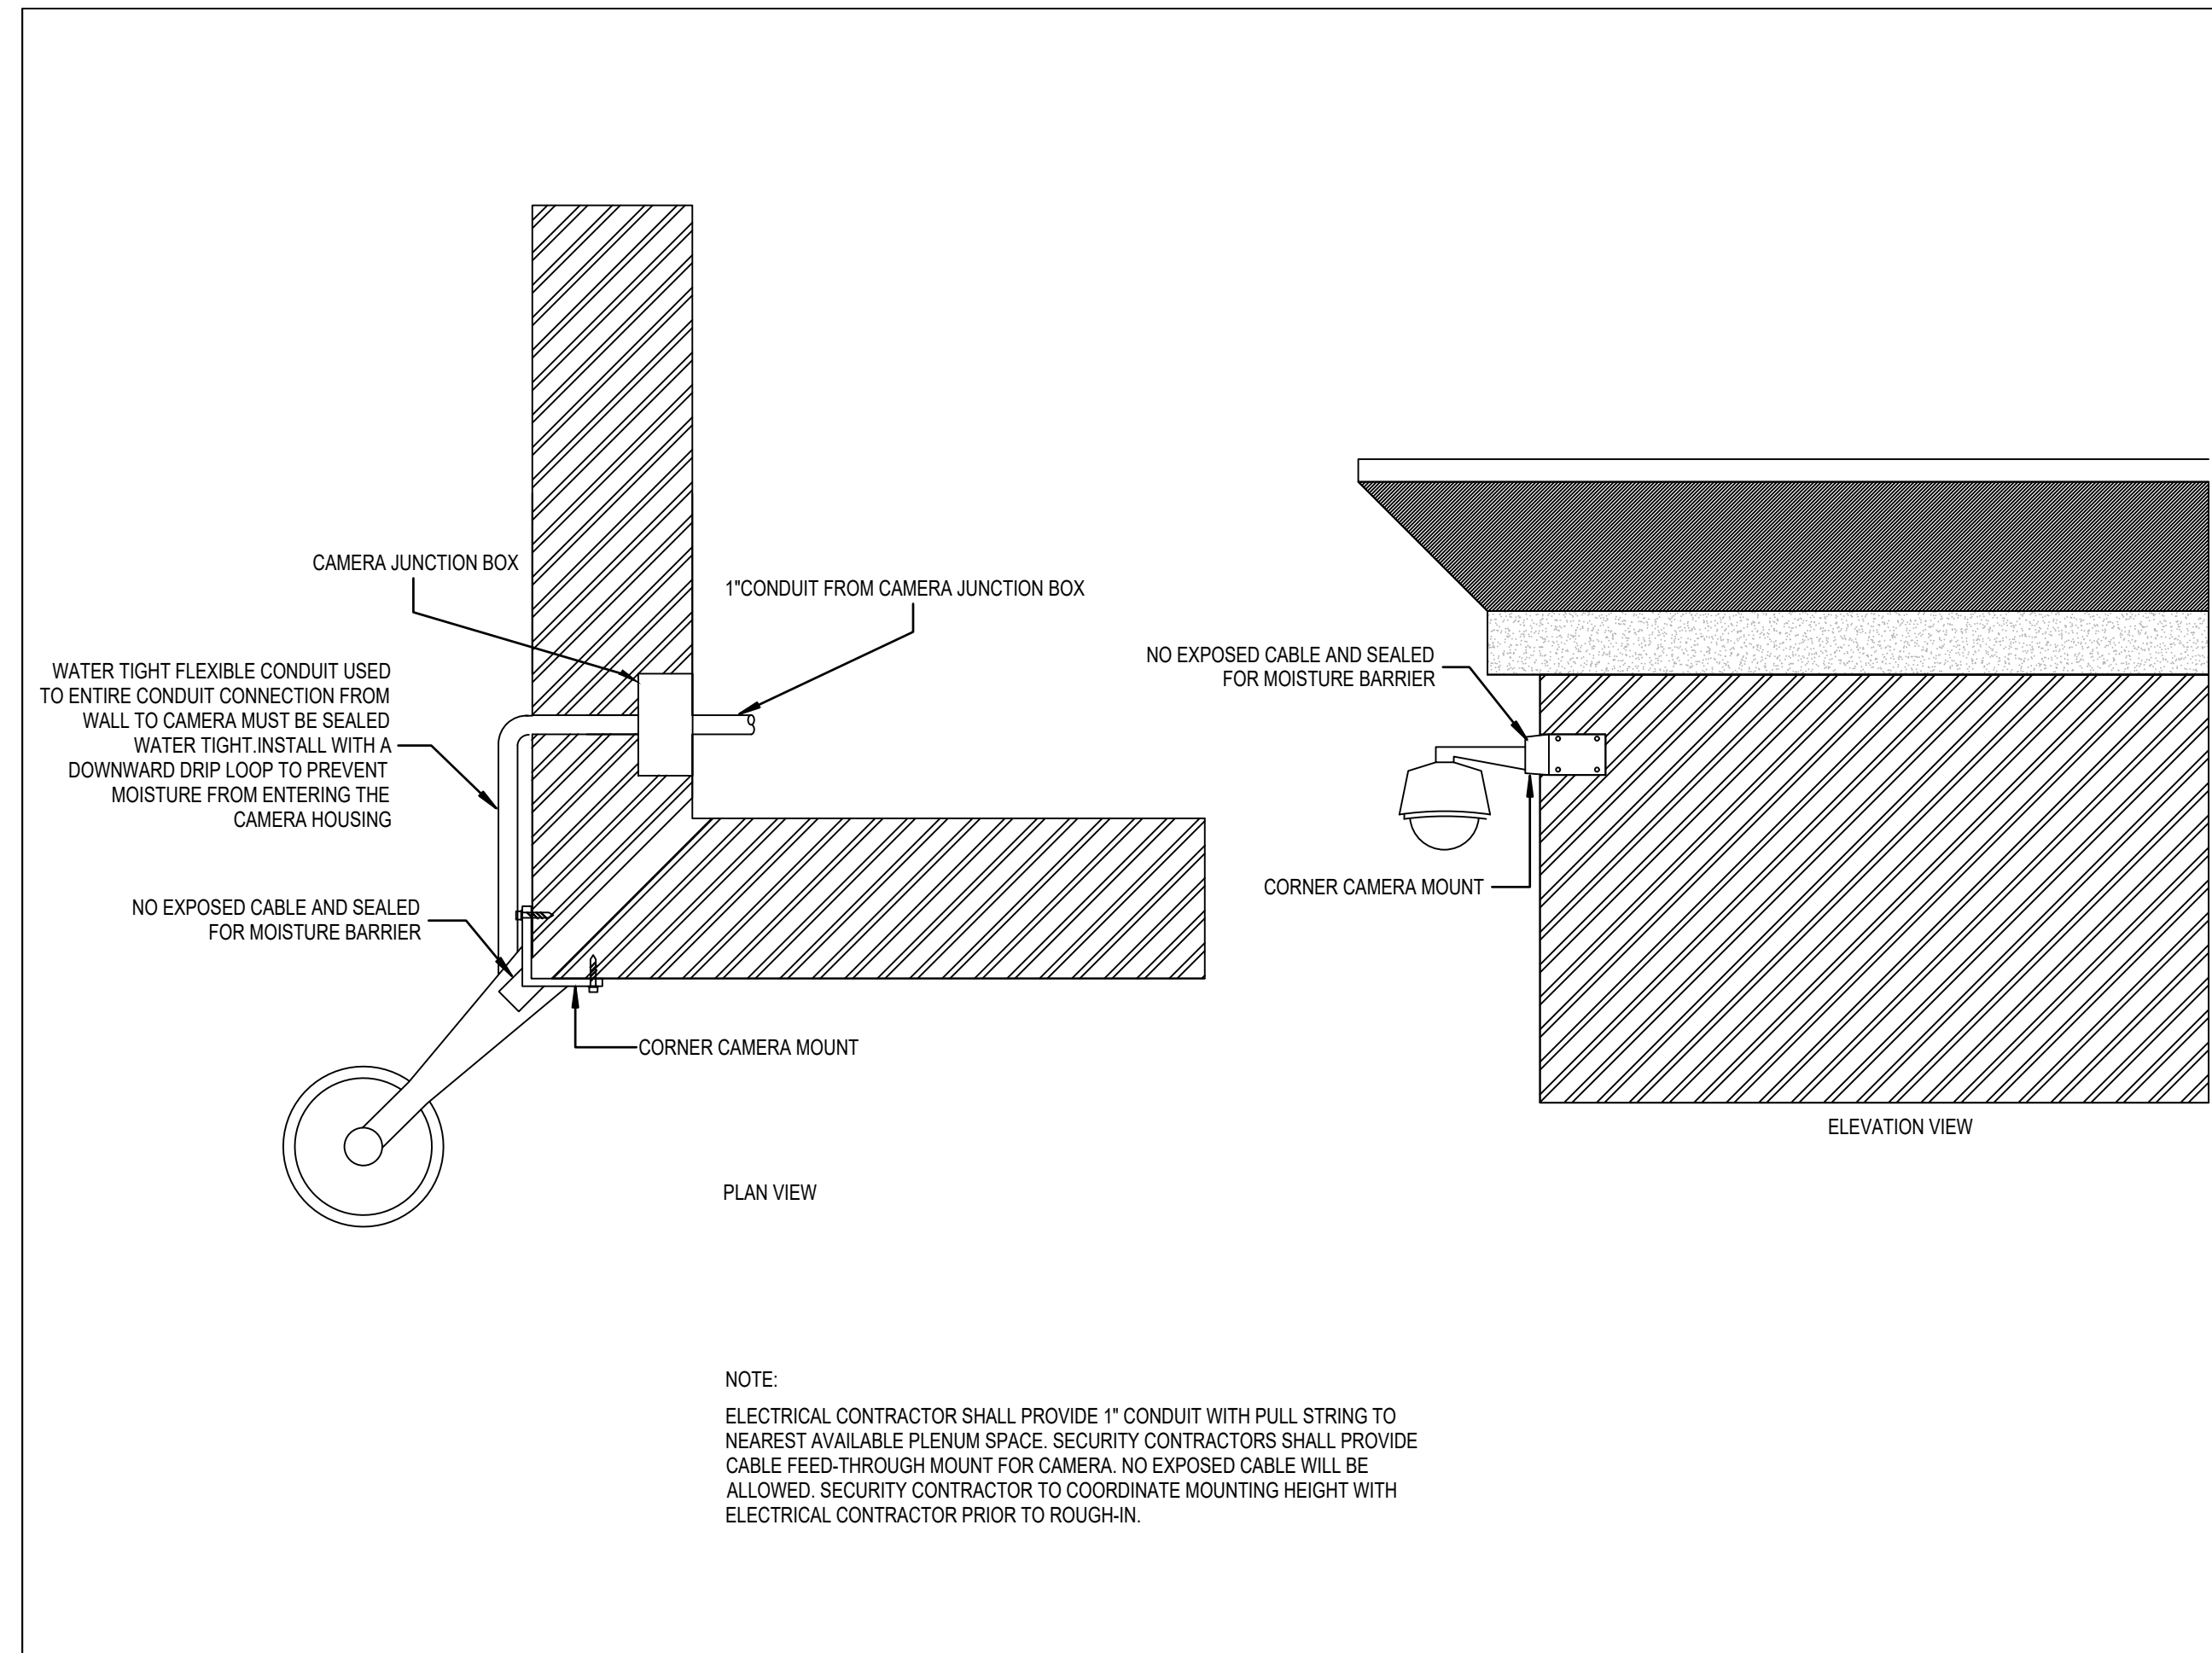 CAMERA JUNCTION BOX
1"CONDUIT FROM CAMERA JUNCTION BOX
WATER TIGHT FLEXIBLE CONDUIT USED
TO ENTIRE CONDUIT CONNECTION FROM
WALL TO CAMERA MUST BE SEALED
WATER TIGHT.INSTALL WITH A
DOWNWARD DRIP LOOP TO PREVENT
MOISTURE FROM ENTERING THE
CAMERA HOUSING
NO EXPOSED CABLE AND SEALED
FOR MOISTURE BARRIER
CORNER CAMERA MOUNT
PLAN VIEW
NO EXPOSED CABLE AND SEALED
FOR MOISTURE BARRIER
CORNER CAMERA MOUNT
ELEVATION VIEW
NOTE:
ELECTRICAL CONTRACTOR SHALL PROVIDE 1" CONDUIT WITH PULL STRING TO
NEAREST AVAILABLE PLENUM SPACE. SECURITY CONTRACTORS SHALL PROVIDE
CABLE FEED-THROUGH MOUNT FOR CAMERA. NO EXPOSED CABLE WILL BE
ALLOWED. SECURITY CONTRACTOR TO COORDINATE MOUNTING HEIGHT WITH
ELECTRICAL CONTRACTOR PRIOR TO ROUGH-IN.